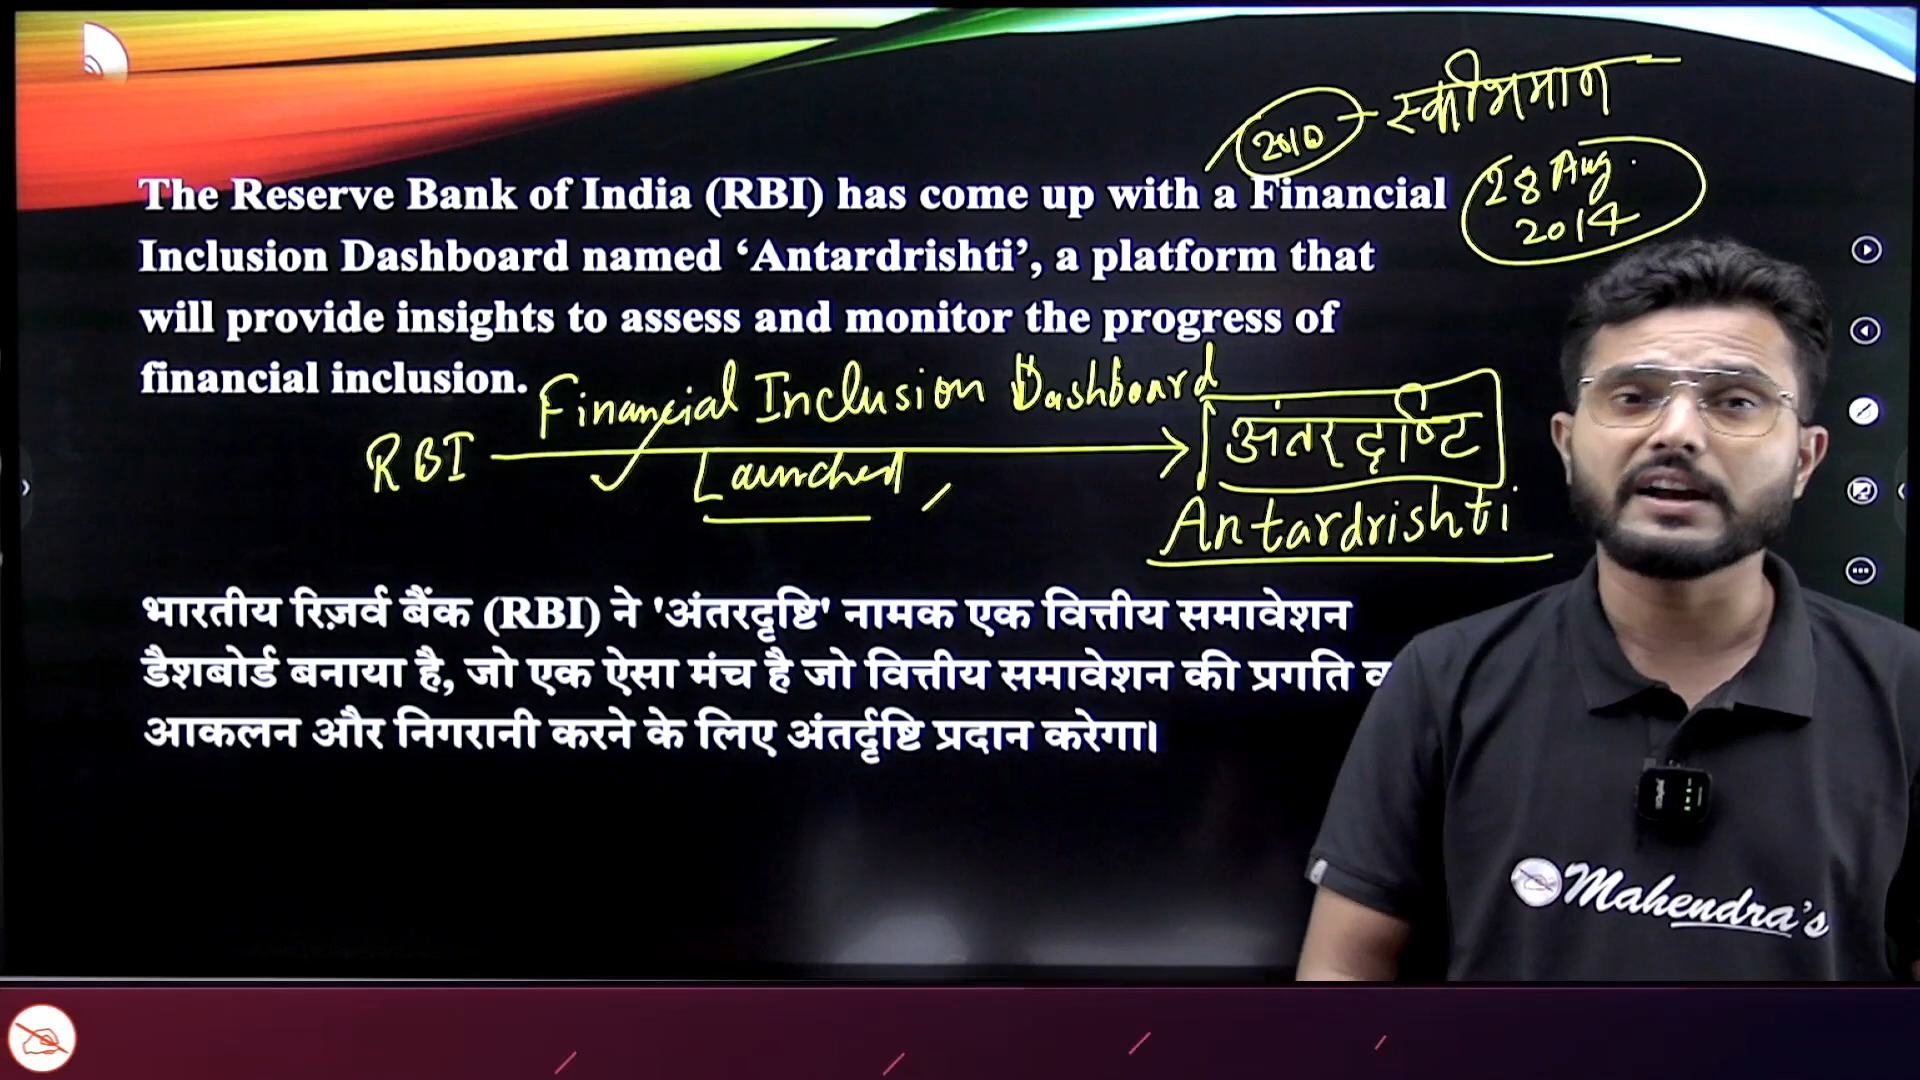 2010 - स्वाभिमान
28 Aug.
2014
The Reserve Bank of India (RBI) has come up with a Financial
Inclusion Dashboard named ‘Antardrishti’, a platform that
will provide insights to assess and monitor the progress of
financial inclusion.
Financial Inclusion Dashboard
RBI
Launched
अंतरदृष्टि
Antardrishti
भारतीय रिज़र्व बैंक (RBI) ने 'अंतरदृष्टि' नामक एक वित्तीय समावेशन
डैशबोर्ड बनाया है, जो एक ऐसा मंच है जो वित्तीय समावेशन की प्रगति
आकलन और निगरानी करने के लिए अंतर्दृष्टि प्रदान करेगा।
Mahendra's